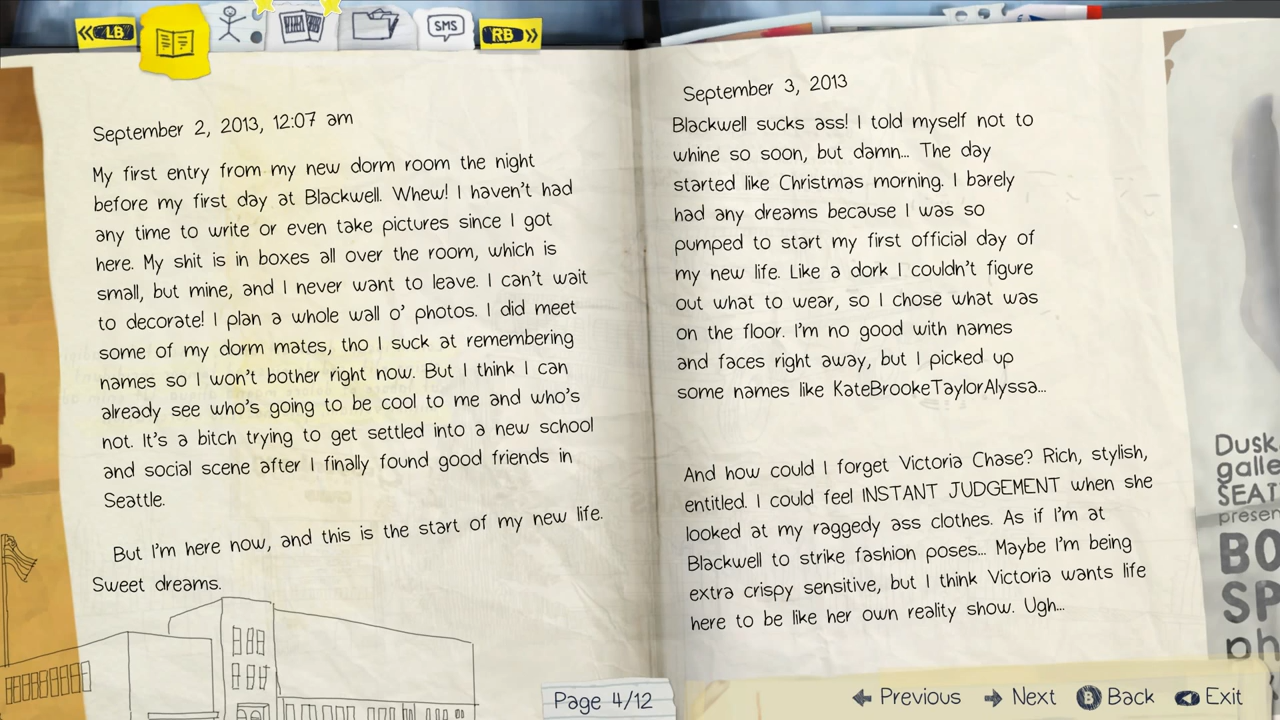 LB
SMS
RB
September 2, 2013, 12:07 am
My first entry from my new dorm room the night
before my first day at Blackwell. Whew! I haven't had
any time to write or even take pictures since I got
here. My shit is in boxes all over the room, which is
small, but mine, and I never want to leave. I can't wait
to decorate! I plan a whole wall o' photos. I did meet
some of my dorm mates, tho I suck at remembering
names so I won't bother right now. But I think I can
already see who's going to be cool to me and who's
not. It's a bitch trying to get settled into a new school
and social scene after I finally found good friends in
Seattle.
But I'm here now, and this is the start of my new life.
Sweet dreams.
September 3, 2013
Blackwell sucks ass! I told myself not to
whine so soon, but damn... The day
started like Christmas morning. I barely
had any dreams because I was so
pumped to start my first official day of
my new life. Like a dork I couldn't figure
out what to wear, so I chose what was
on the floor. I'm no good with names
and faces right away, but I picked up
some names like KateBrookeTaylorAlyssa...
And how could I forget Victoria Chase? Rich, stylish,
entitled. I could feel INSTANT JUDGEMENT when she
looked at my raggedy ass clothes. As if I'm at
Blackwell to strike fashion poses... Maybe I'm being
extra crispy sensitive, but I think Victoria wants life
here to be like her own reality show. Ugh...
Dusk
galle
SEAT
presen
BO
SP
ph
Page 4/12
Previous
Next
B Back
Exit